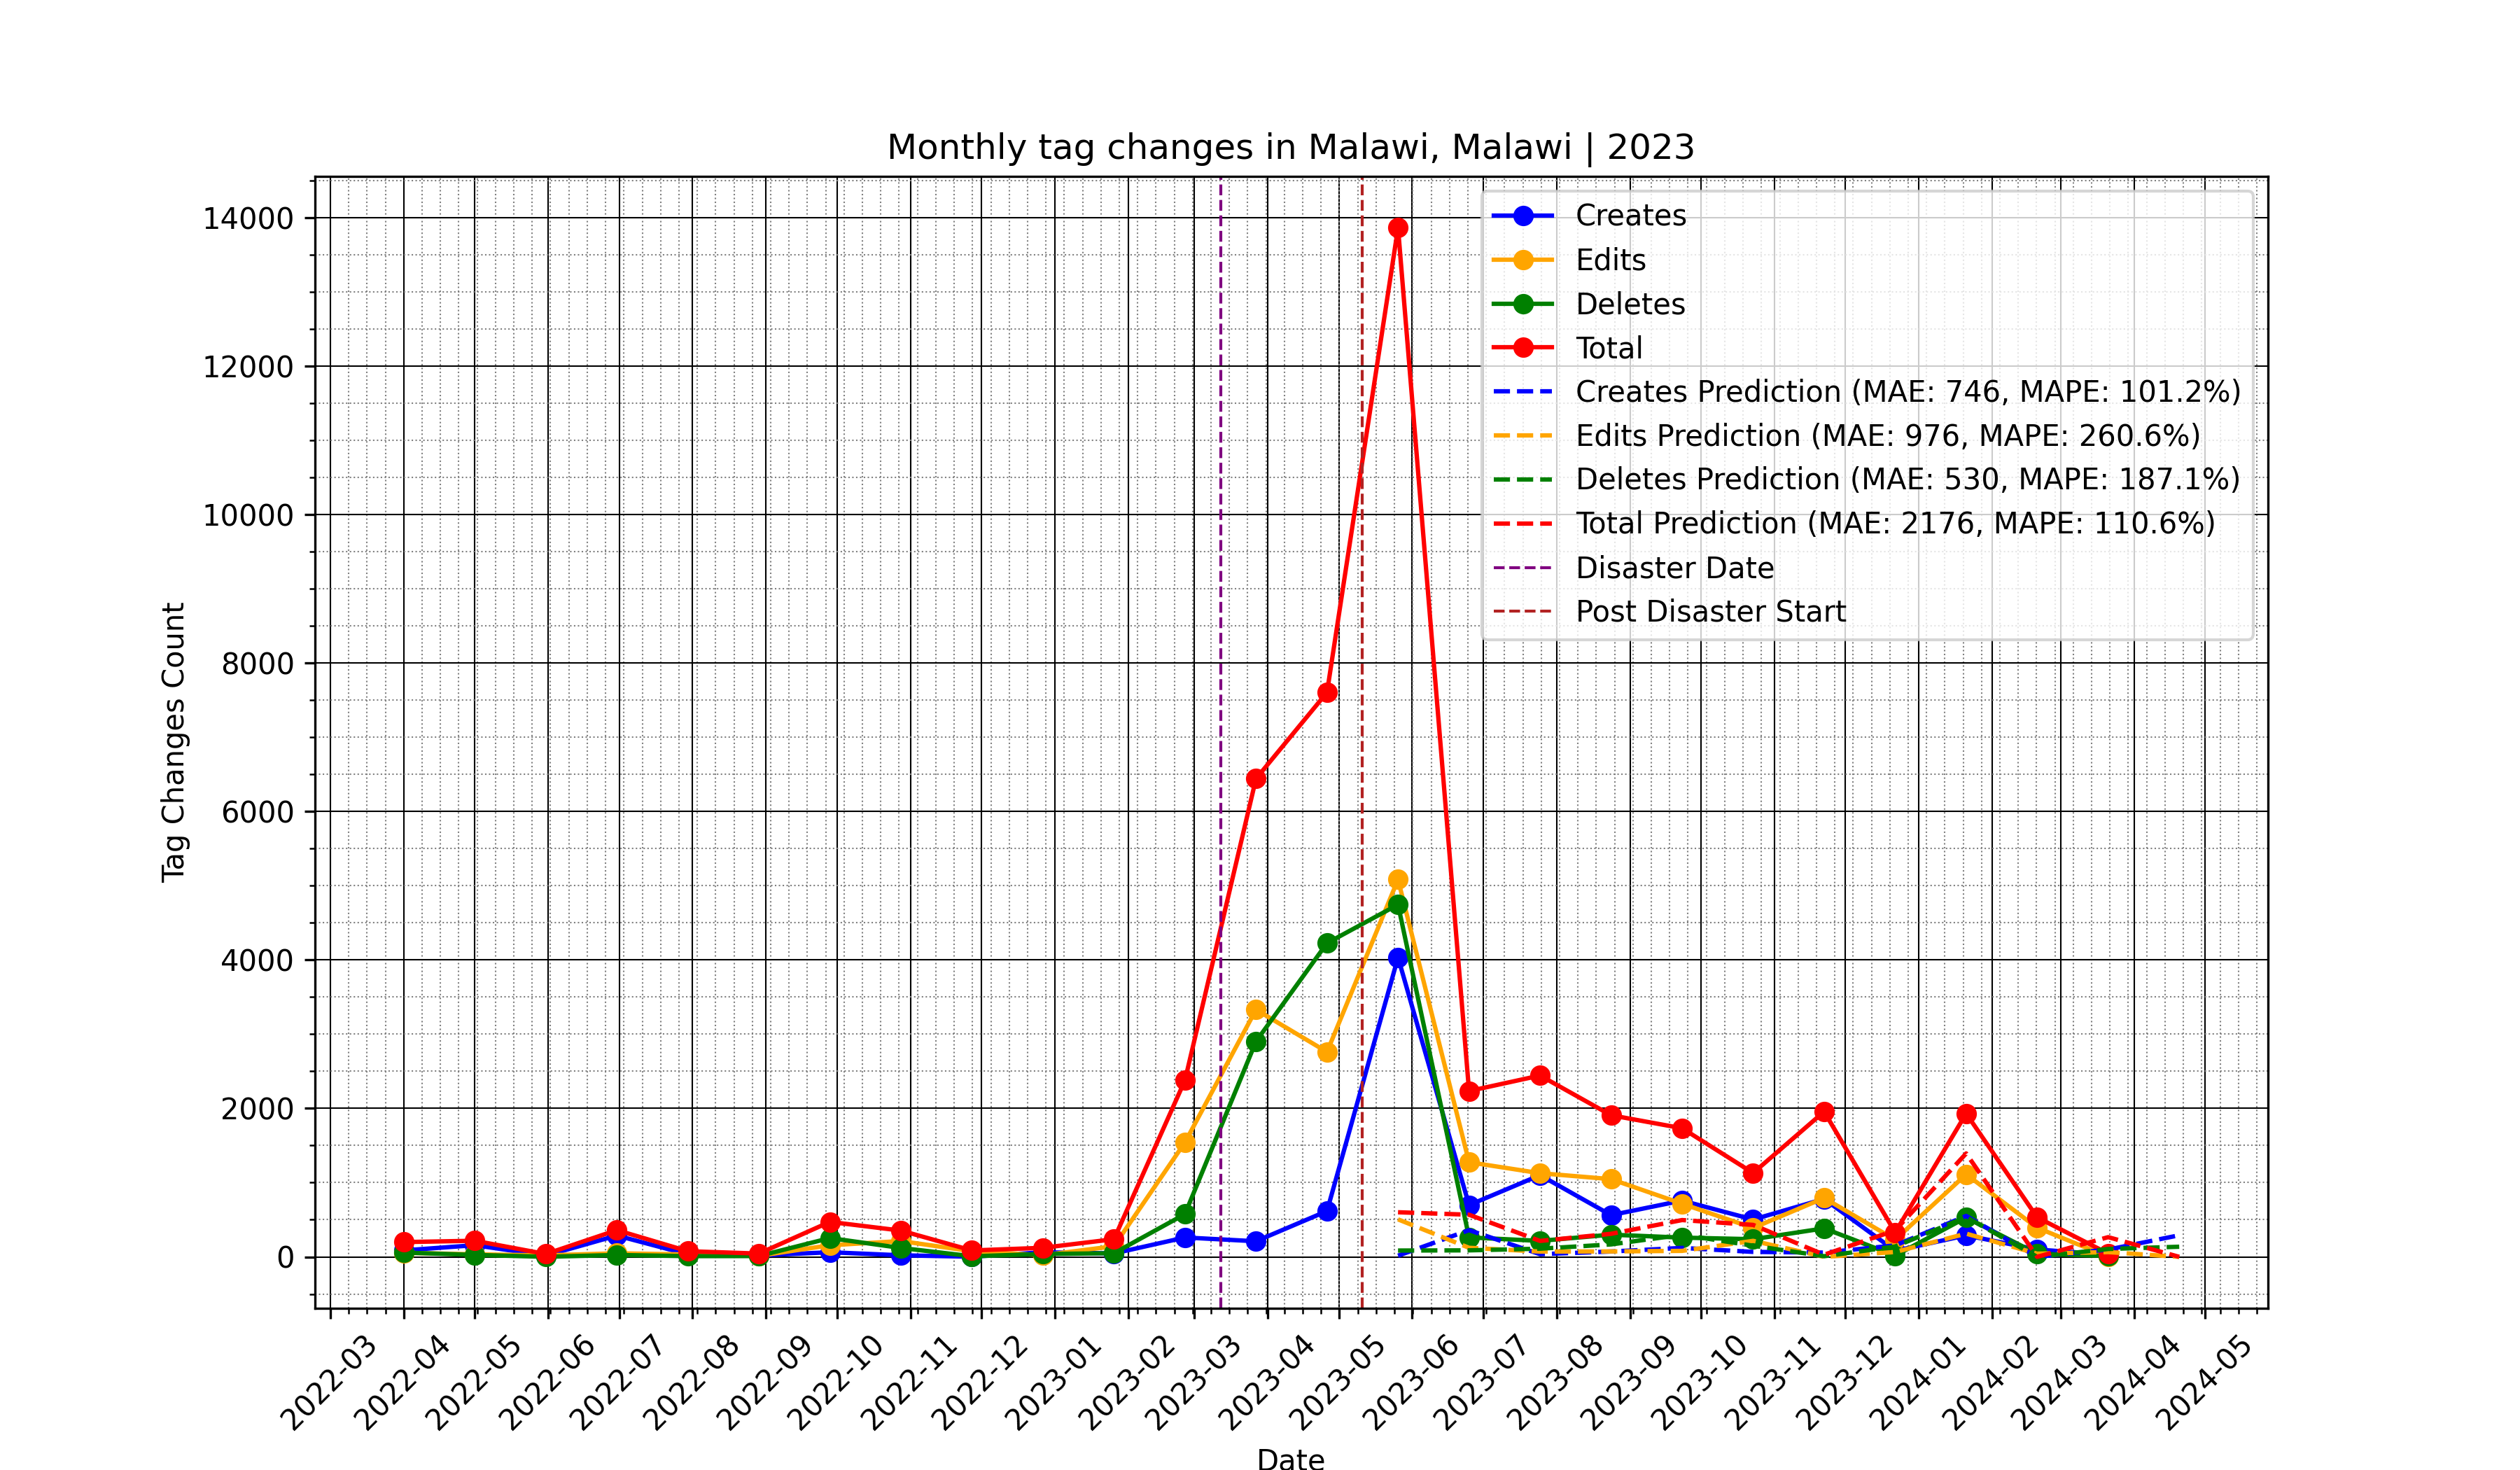 Monthly tag changes in Malawi, Malawi | 2023
Tag Changes Count
14000
12000
10000
8000
6000
4000
2000
0
Creates
Edits
Deletes
Total
Creates Prediction (MAE: 746, MAPE: 101.2%)
Edits Prediction (MAE: 976, MAPE: 260.6%)
Deletes Prediction (MAE: 530, MAPE: 187.1%)
Total Prediction (MAE: 2176, MAPE: 110.6%)
Disaster Date
Post Disaster Start
2022-03
2022-04
2022-05
2022-06
2022-07
2022-08
2022-09
2022-10
2022-11
2022-12
2023-01
2023-02
2023-03
2023-04
2023-05
2023-06
2023-07
2023-08
2023-09
2023-10
2023-11
2023-12
2024-01
2024-02
2024-03
2024-04
2024-05
Date